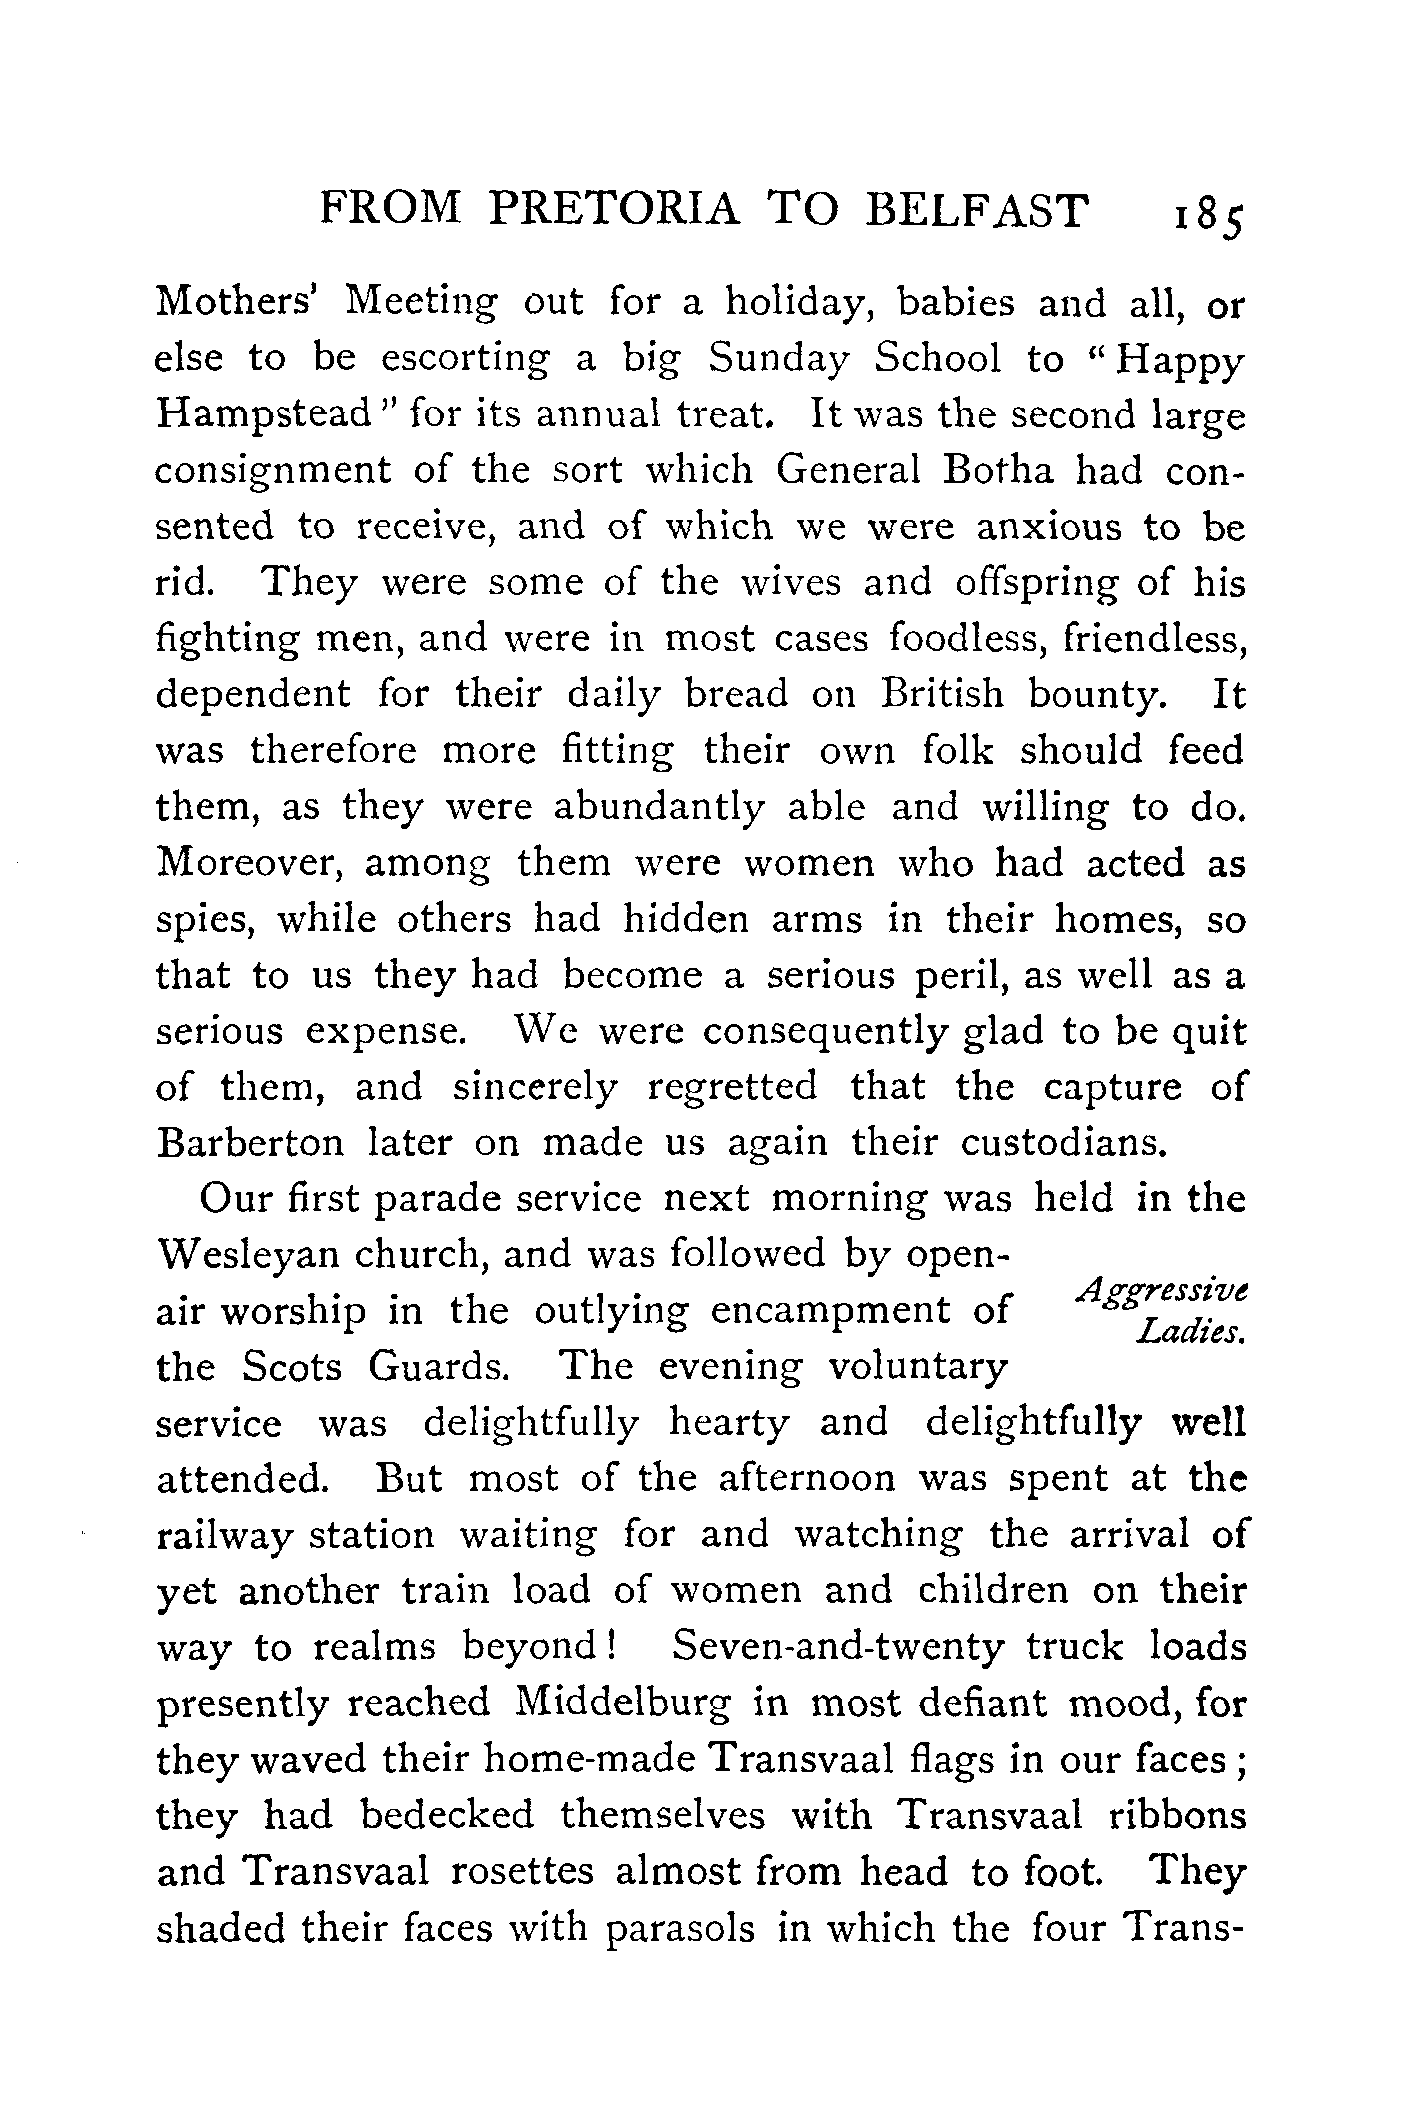 FROM PRETORIA TO BELFAST 185
Mothers' Meeting out for a holiday, babies and all, or
else to be escorting a big Sunday School to " Happy
Hampstead " for its annual treat. It was the second large
consignment of the sort which General Botha had con-
sented to receive, and of which we were anxious to be
rid. They were some of the wives and offspring of his
fighting men, and were in most cases foodless, friendless,
dependent for their daily bread on British bounty. It
was therefore more fitting their own folk should feed
them, as they were abundantly able and willing to do.
Moreover, among them were women who had acted as
spies, while others had hidden arms in their homes, so
that to us they had become a serious peril, as well as a
serious expense. We were consequently glad to be quit
of them, and sincerely regretted that the capture of
Barberton later on made us again their custodians.
Our first parade service next morning was held in the
Wesleyan church, and was followed by open-
air worship in the outlying encampment of
the Scots Guards. The evening voluntary
Aggressive
Ladies.
service was delightfully hearty and delightfully well
attended. But most of the afternoon was spent at the
railway station waiting for and watching the arrival of
yet another train load of women and children on their
way to realms beyond ! Seven-and-twenty truck loads
presently reached Middelburg in most defiant mood, for
they waved their home-made Transvaal flags in our faces ;
they had bedecked themselves with Transvaal ribbons
and Transvaal rosettes almost from head to foot. They
shaded their faces with parasols in which the four Trans-